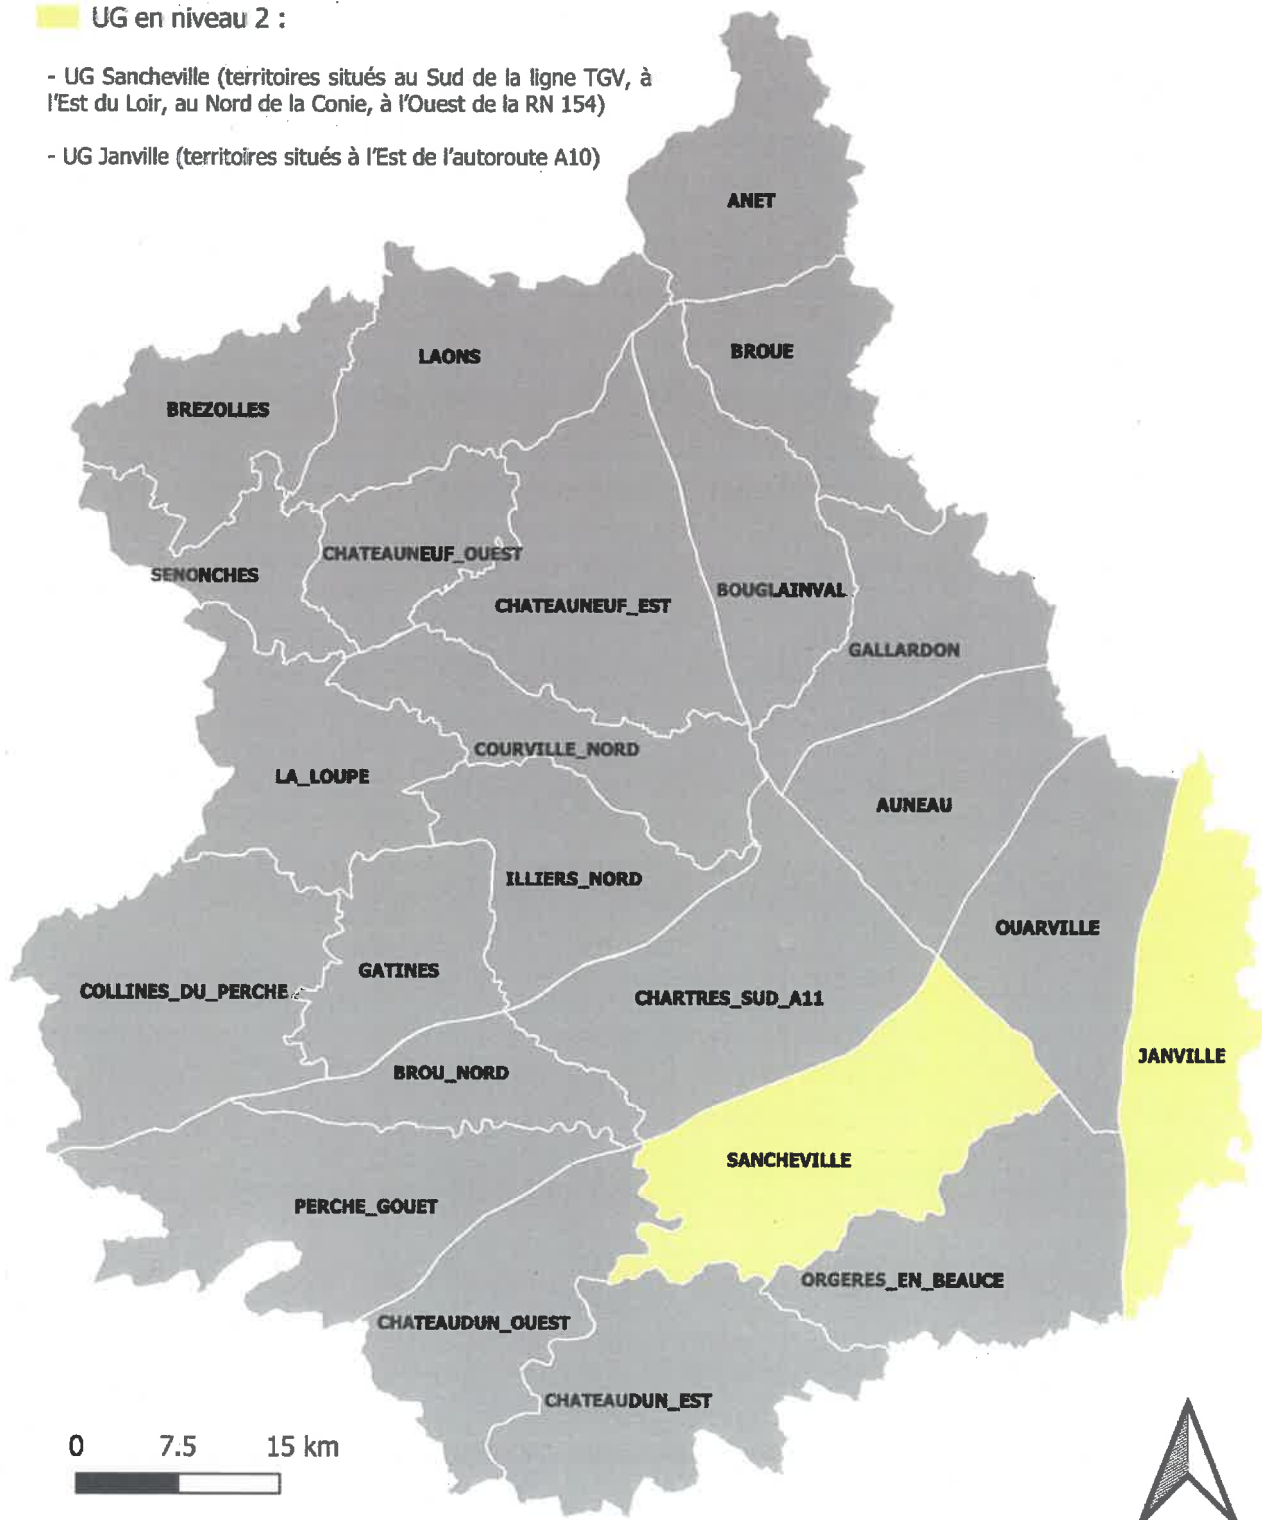 UG en niveau 2 :
- UG Sancheville (territoires situés au Sud de la ligne TGV, à
l'Est du Loir, au Nord de la Conie, à l'Ouest de la RN 154)
- UG Janville (territoires situés à l'Est de l'autoroute A10)
ANET
BROUE
LAONS
BREZOLLES
CHATEAUNEUF_OUEST
SENONCHES
BOUGLAINVAL
CHATEAUNEUF_EST
GALLARDON
COURVILLE_NORD
LA_LOUPE
AUNEAU
ILLIERS_NORD
OUARVILLE
GATINES
COLLINES_DU_PERCHE
CHARTRES_SUD_A11
JANVILLE
BROU_NORD
SANCHEVILLE
PERCHE_GOUET
ORGERES_EN_BEAUCE
CHATEAUDUN_OUEST
CHATEAUDUN_EST
0 7.5 15 km